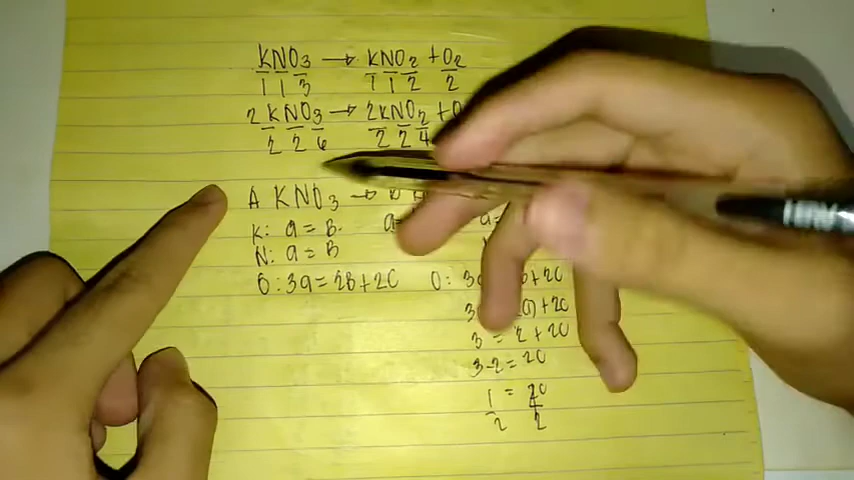 KNO3 → KNO2 + O2
1 1 3 1 1 2 2
2KNO3 → 2KNO2 + O
2 2 6 2 2 4
A KNO3 →
K: a = B
N: a = B
O: 3a = 2B + 2C O: 3
+ 2C
3 = 2 + 2C
3-2 = 2C
1 = 2C
2 2